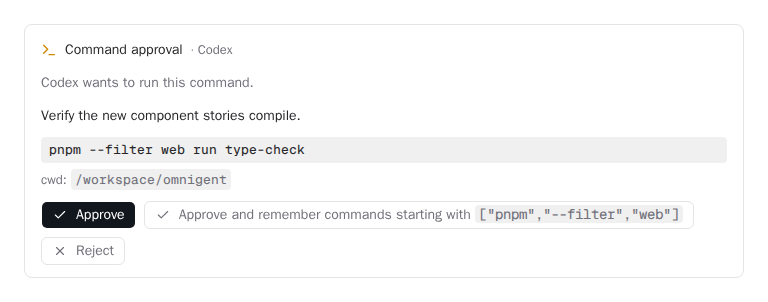 Command approval · Codex
Codex wants to run this command.
Verify the new component stories compile.
pnpm --filter web run type-check
cwd: /workspace/omnigent
Approve Approve and remember commands starting with ["pnpm","--filter","web"]
Reject